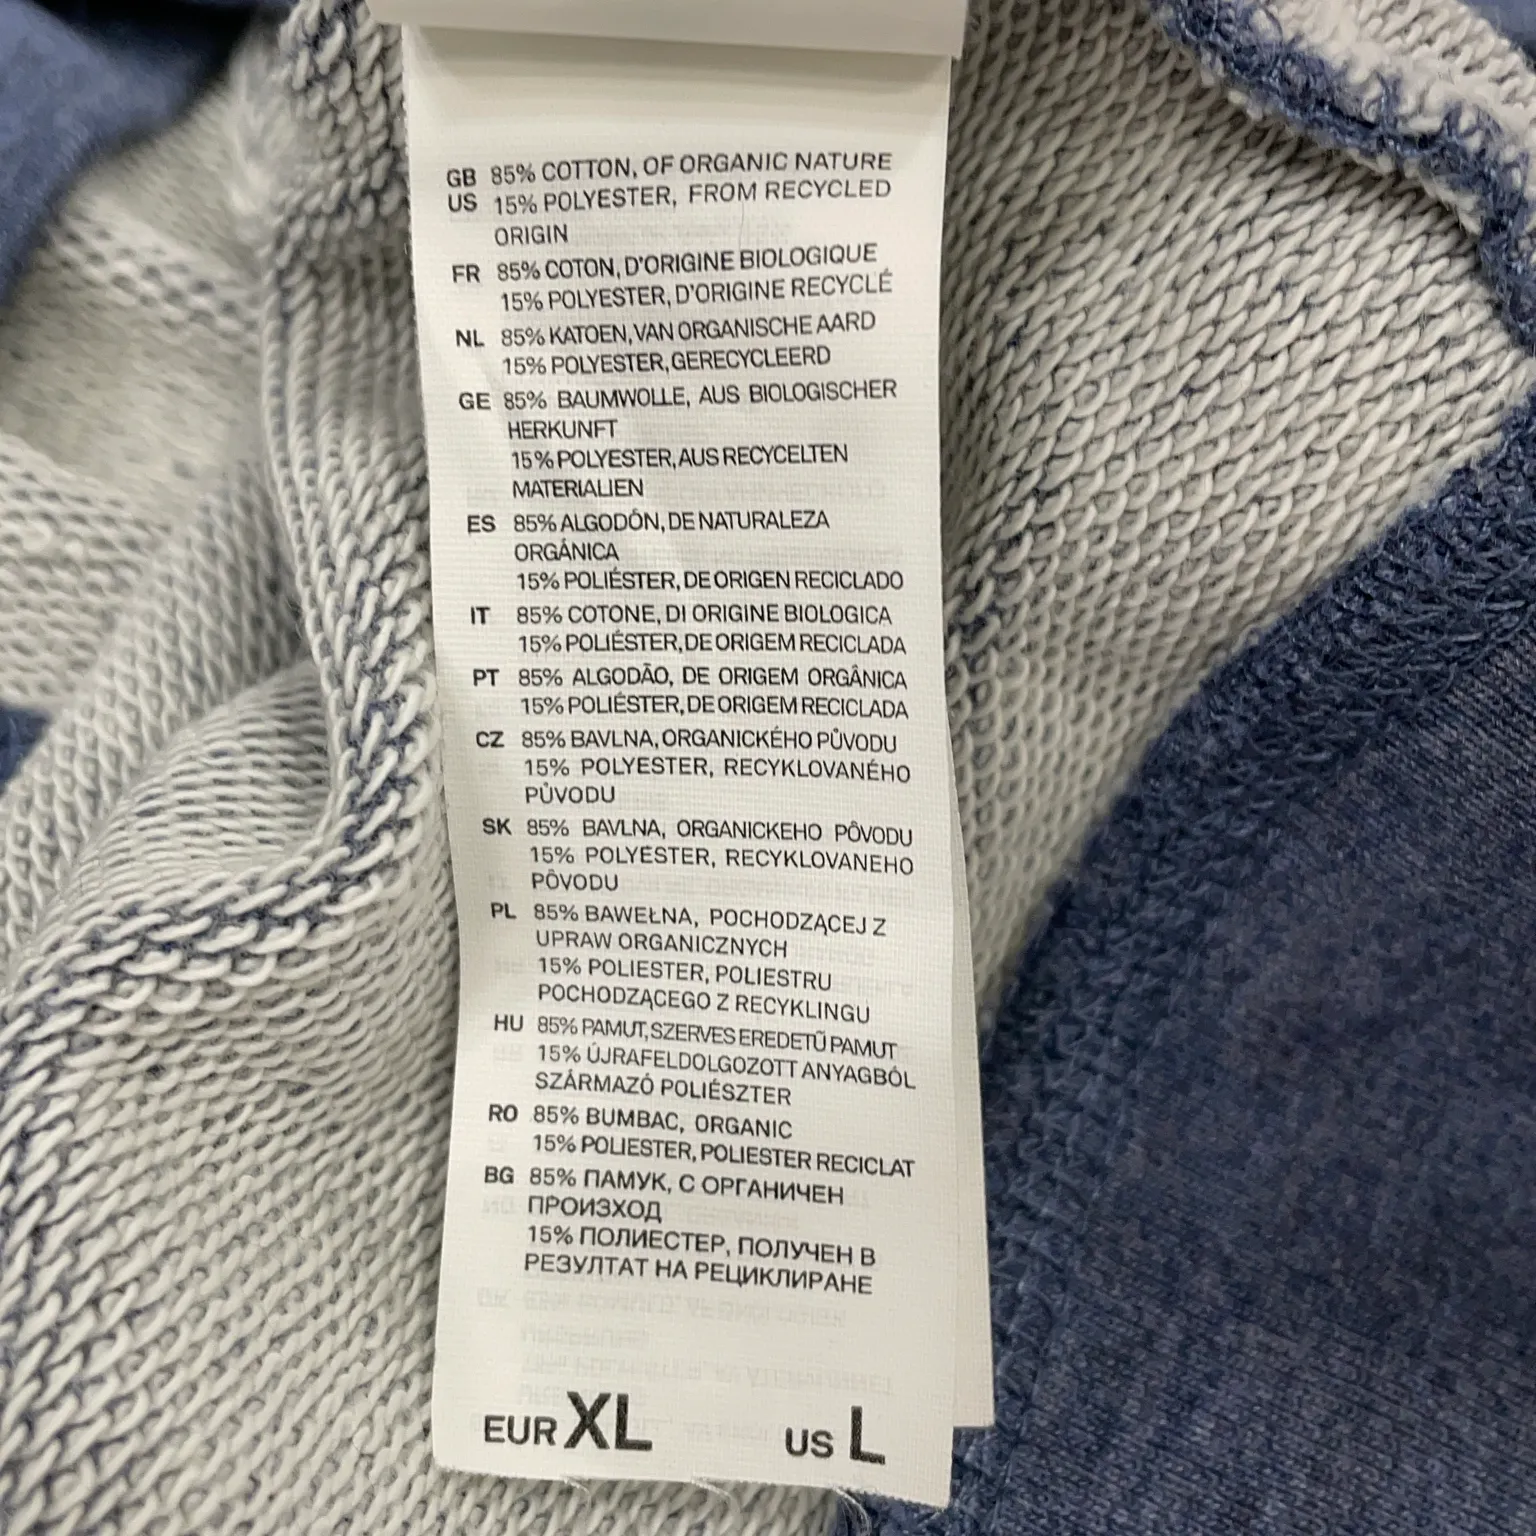 GB 85% COTTON, OF ORGANIC NATURE
US 15% POLYESTER, FROM RECYCLED
ORIGIN
FR 85% COTON, D'ORIGINE BIOLOGIQUE
15% POLYESTER, D'ORIGINE RECYCLÉ
NL 85% KATOEN, VAN ORGANISCHE AARD
15% POLYESTER, GERECYCLEERD
GE 85% BAUMWOLLE, AUS BIOLOGISCHER
HERKUNFT
15% POLYESTER, AUS RECYCELTEN
MATERIALIEN
ES 85% ALGODÓN, DE NATURALEZA
ORGÁNICA
15% POLIÉSTER, DE ORIGEN RECICLADO
IT 85% COTONE, DI ORIGINE BIOLOGICA
15% POLIÉSTER, DE ORIGEM RECICLADA
PT 85% ALGODÃO, DE ORIGEM ORGÂNICA
15% POLIÉSTER, DE ORIGEM RECICLADA
CZ 85% BAVLNA, ORGANICKÉHO PŮVODU
15% POLYESTER, RECYKLOVANÉHO
PŮVODU
SK 85% BAVLNA, ORGANICKEHO PÔVODU
15% POLYESTER, RECYKLOVANEHO
PÔVODU
PL 85% BAWEŁNA, POCHODZĄCEJ Z
UPRAW ORGANICZNYCH
15% POLIESTER, POLIESTRU
POCHODZĄCEGO Z RECYKLINGU
HU 85% PAMUT, SZERVES EREDETŰ PAMUT
15% ÚJRAFELDOLGOZOTT ANYAGBÓL
SZÁRMAZÓ POLIÉSZTER
RO 85% BUMBAC, ORGANIC
15% POLIESTER, POLIESTER RECICLAT
BG 85% ПАМУК, С ОРГАНИЧЕН
ПРОИЗХОД
15% ПОЛИЕСТЕР, ПОЛУЧЕН В
РЕЗУЛТАТ НА РЕЦИКЛИРАНЕ
EUR XL US L